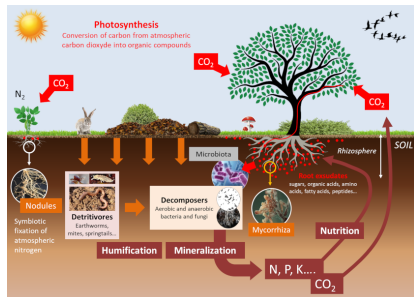 Photosynthesis
Conversion of carbon from atmospheric
carbon dioxyde into organic compounds
CO2
CO2
N2
CO2
SOIL
Rhizosphere
Microbiota
Root exudates
sugars, organic acids, amino
acids, fatty acids, peptides...
Nodules
Symbiotic
fixation of
atmospheric
nitrogen
Detritivores
Earthworms,
mites, springtails...
Decomposers
Aerobic and anaerobic
bacteria and fungi
Mycorrhiza
Nutrition
Humification
Mineralization
N, P, K....
CO2